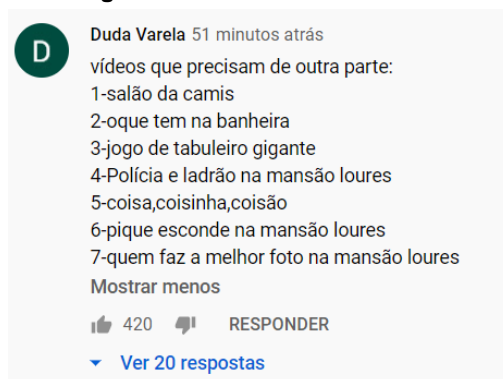 D
Duda Varela 51 minutos atrás
vídeos que precisam de outra parte:
1-salão da camis
2-oque tem na banheira
3-jogo de tabuleiro gigante
4-Polícia e ladrão na mansão loures
5-coisa,coisinha,coisão
6-pique esconde na mansão loures
7-quem faz a melhor foto na mansão loures
Mostrar menos
420 RESPONDER
Ver 20 respostas